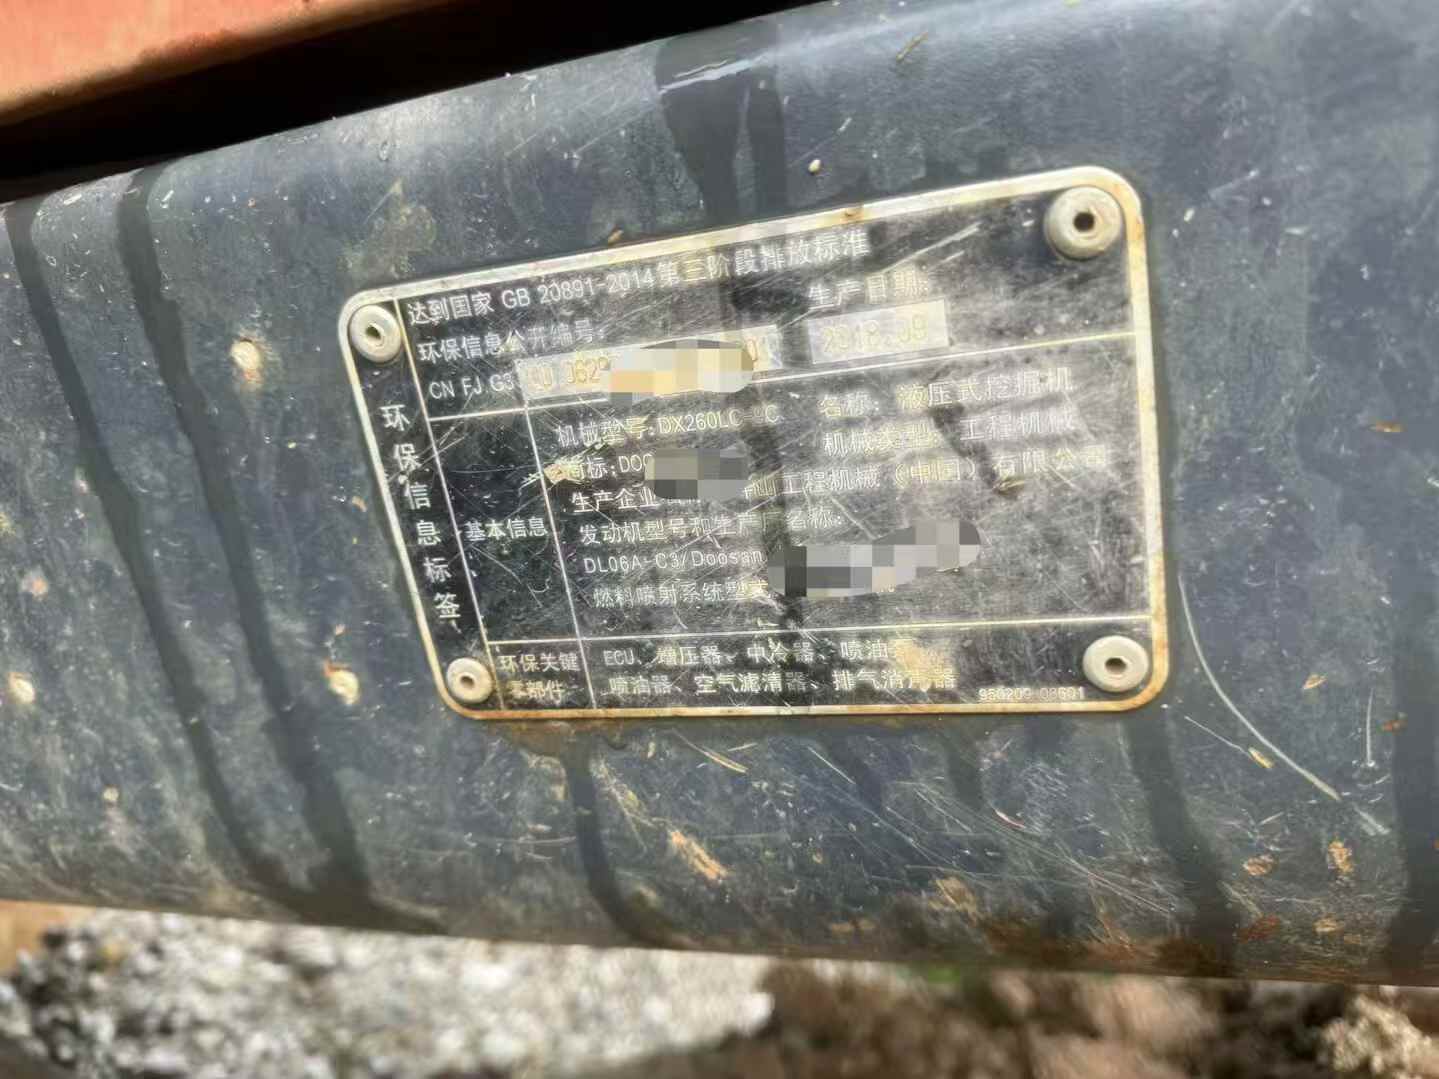 达到国家 GB 20891-2014第三阶段排放标准
环保信息公开编号: 生产日期:
CN FJ G3 2018 09
环保信息标签
基本信息
机械型号:DX260LC 名称: 液压式挖掘机
商标:DOO 机械类型: 工程机械
生产企业 工程机械(中国)有限公司
发动机型号和生产厂名称:
DL06A-C3/Doosan
燃料喷射系统型式
环保关键零部件
ECU、增压器、中冷器、喷油泵
喷油器、空气滤清器、排气消声器
950209-08601